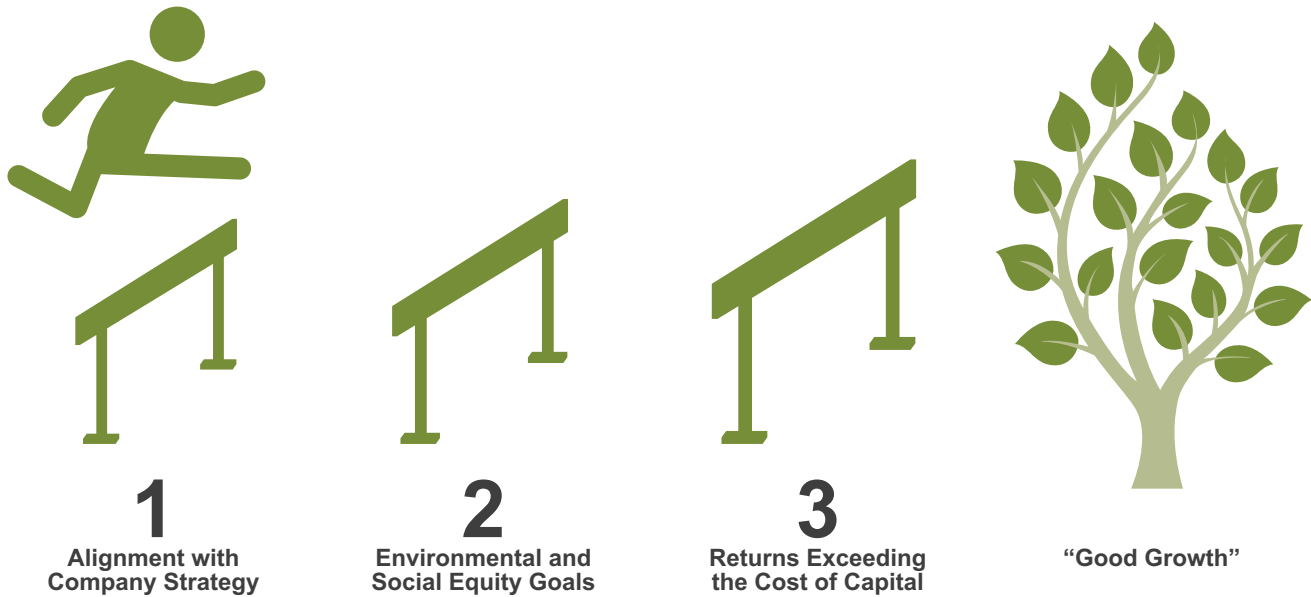 1
Alignment with
Company Strategy
2
Environmental and
Social Equity Goals
3
Returns Exceeding
the Cost of Capital
“Good Growth”